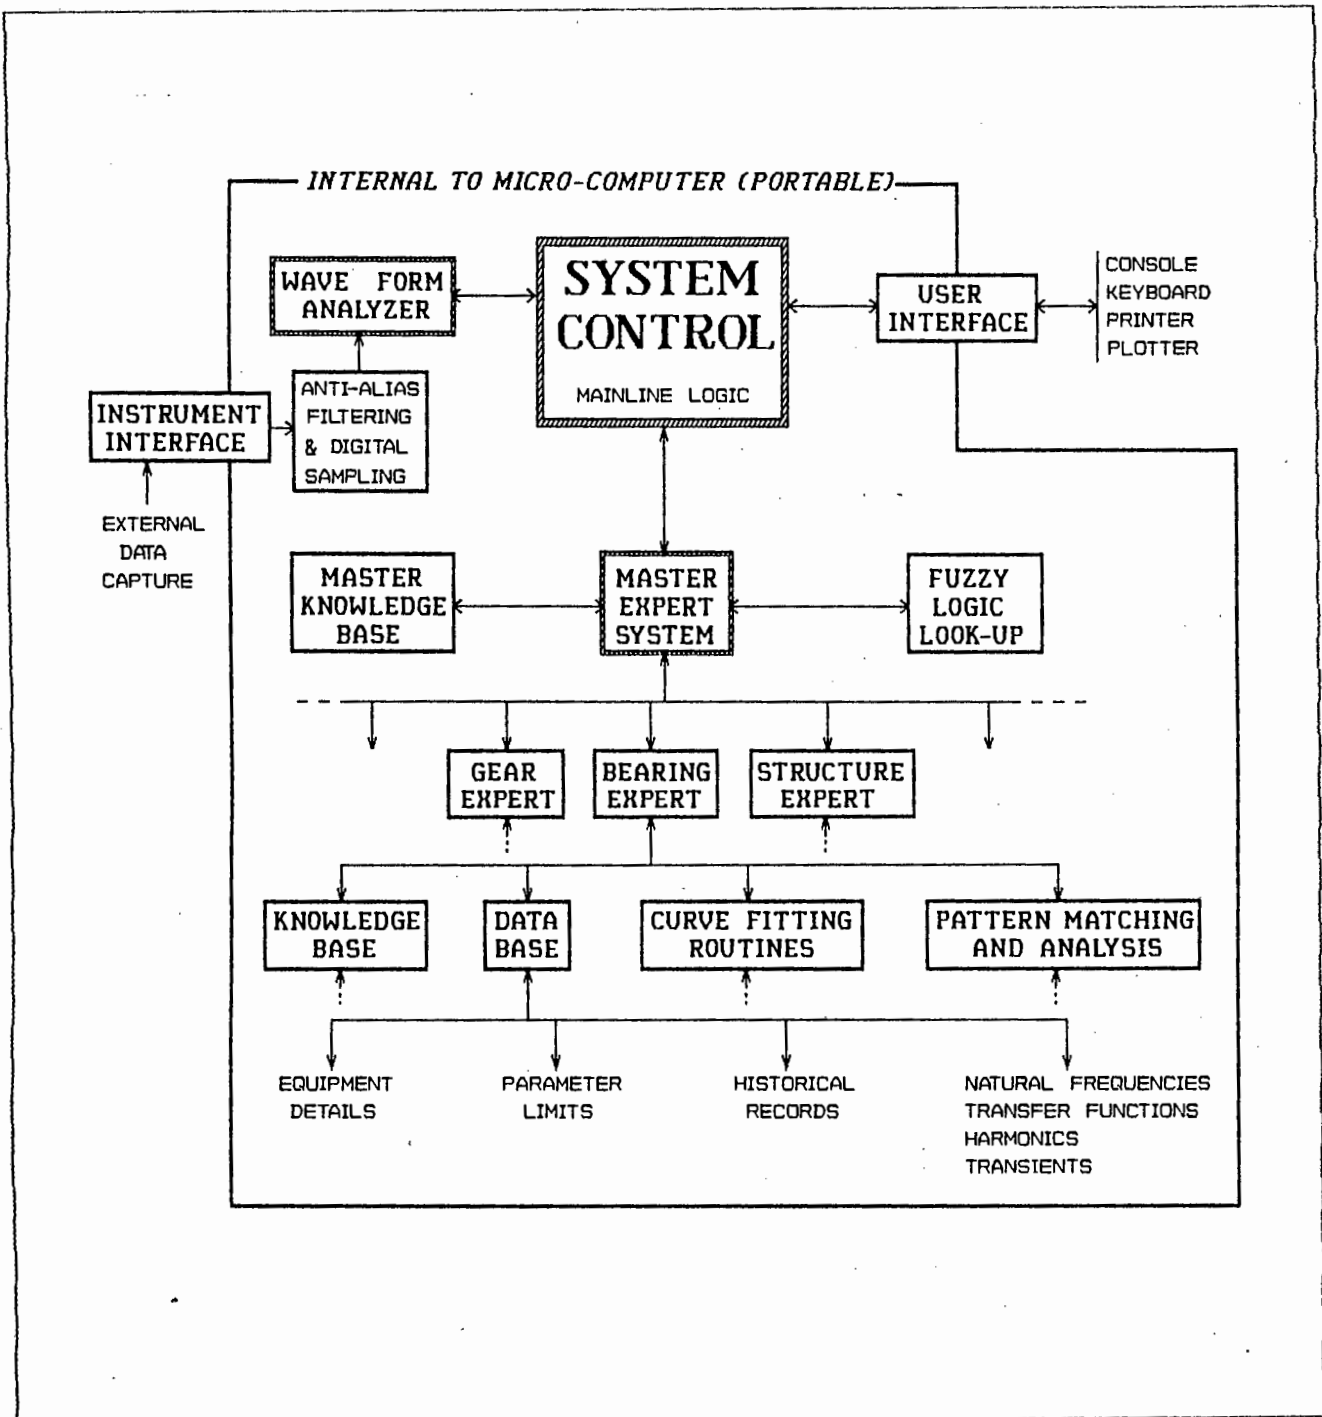 INTERNAL TO MICRO-COMPUTER (PORTABLE)
WAVE FORM
ANALYZER
SYSTEM
CONTROL
MAINLINE LOGIC
USER
INTERFACE
CONSOLE
KEYBOARD
PRINTER
PLOTTER
INSTRUMENT
INTERFACE
ANTI-ALIAS
FILTERING
& DIGITAL
SAMPLING
EXTERNAL
DATA
CAPTURE
MASTER
KNOWLEDGE
BASE
MASTER
EXPERT
SYSTEM
FUZZY
LOGIC
LOOK-UP
GEAR
EXPERT
BEARING
EXPERT
STRUCTURE
EXPERT
KNOWLEDGE
BASE
DATA
BASE
CURVE FITTING
ROUTINES
PATTERN MATCHING
AND ANALYSIS
EQUIPMENT
DETAILS
PARAMETER
LIMITS
HISTORICAL
RECORDS
NATURAL FREQUENCIES
TRANSFER FUNCTIONS
HARMONICS
TRANSIENTS